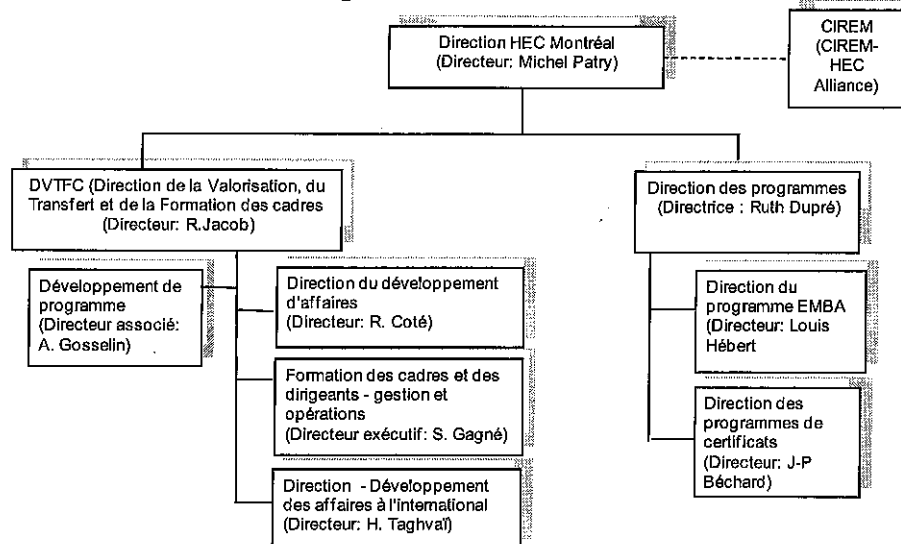 Direction HEC Montréal
(Directeur: Michel Patry)
CIREM
(CIREM-
HEC
Alliance)
DVTFC (Direction de la Valorisation, du
Transfert et de la Formation des cadres
(Directeur: R.Jacob)
Direction des programmes
(Directrice : Ruth Dupré)
Développement de
programme
(Directeur associé:
A. Gosselin)
Direction du développement
d'affaires
(Directeur: R. Coté)
Formation des cadres et des
dirigeants - gestion et
opérations
(Directeur exécutif: S. Gagné)
Direction - Développement
des affaires à l'international
(Directeur: H. Taghvaï)
Direction du
programme EMBA
(Directeur: Louis
Hébert
Direction des
programmes de
certificats
(Directeur: J-P
Béchard)